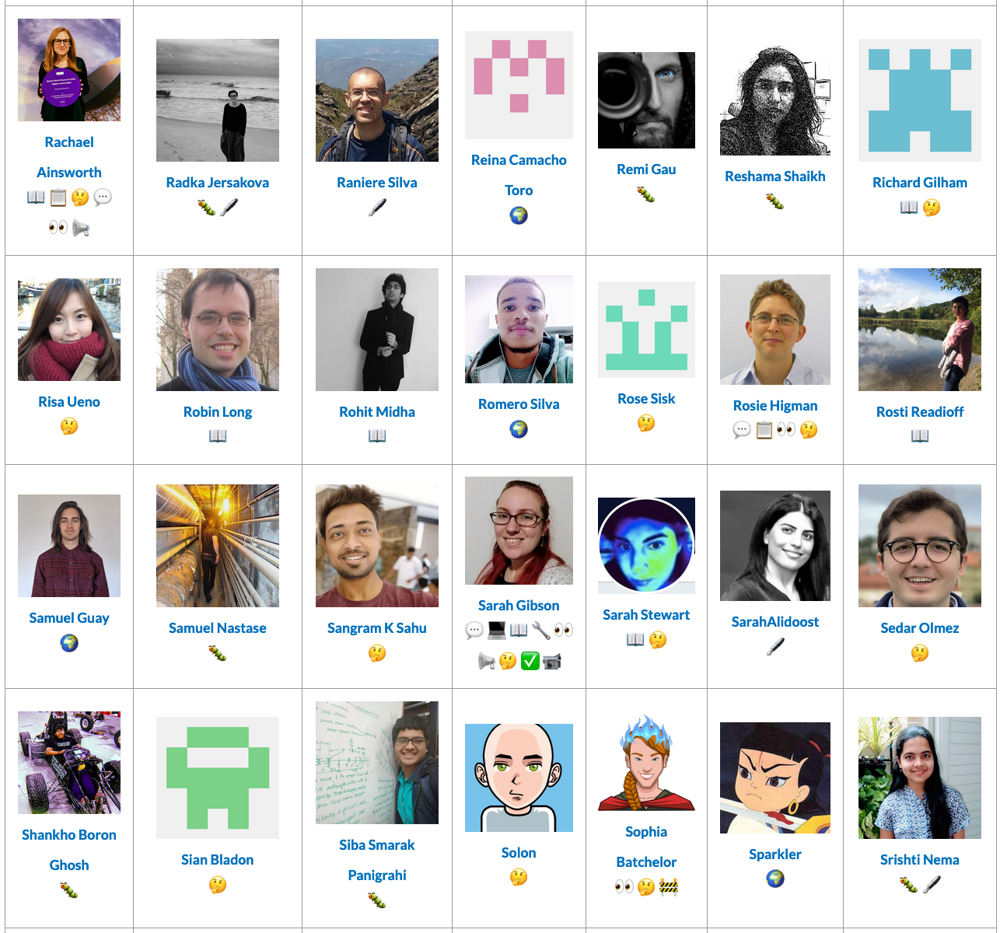 Rachael
Ainsworth
Radka Jersakova
Raniere Silva
Reina Camacho
Toro
Remi Gau
Reshama Shaikh
Richard Gilham
Risa Ueno
Robin Long
Rohit Midha
Romero Silva
Rose Sisk
Rosie Higman
Rosti Readioff
Samuel Guay
Samuel Nastase
Sangram K Sahu
Sarah Gibson
Sarah Stewart
SarahAlidoost
Sedar Olmez
Shankho Boron
Ghosh
Sian Bladon
Siba Smarak
Panigrahi
Solon
Sophia
Batchelor
Sparkler
Srishti Nema